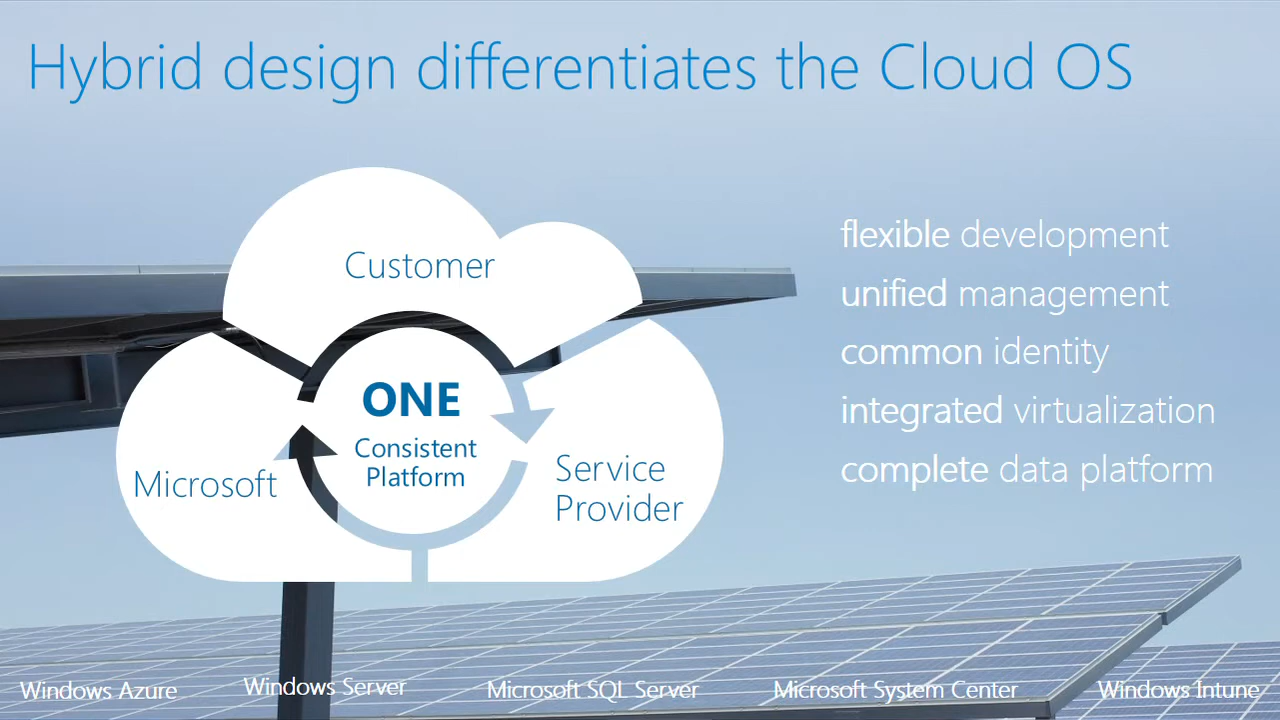 Hybrid design differentiates the Cloud OS
Customer
ONE
Consistent
Platform
Microsoft
Service
Provider
flexible development
unified management
common identity
integrated virtualization
complete data platform
Windows Azure
Windows Server
Microsoft SQL Server
Microsoft System Center
Windows Intune